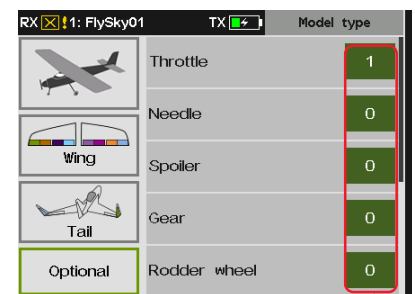 RX !1: FlySky01 TX Model type
Throttle 1
Needle 0
Wing
Spoiler 0
Gear 0
Tail
Optional
Rodder wheel 0